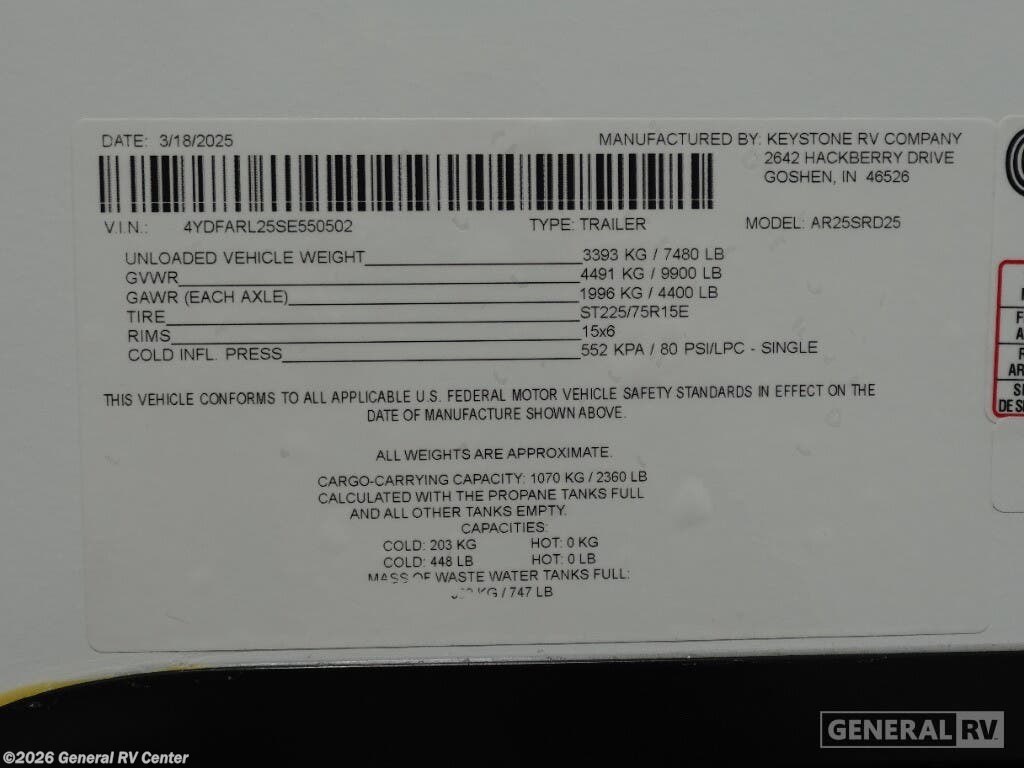 DATE: 3/18/2025
MANUFACTURED BY: KEYSTONE RV COMPANY
2642 HACKBERRY DRIVE
GOSHEN, IN 46526
V.I.N.: 4YDFARL25SE550502 TYPE: TRAILER MODEL: AR25SRD25
UNLOADED VEHICLE WEIGHT 3393 KG / 7480 LB
GVWR 4491 KG / 9900 LB
GAWR (EACH AXLE) 1996 KG / 4400 LB
TIRE ST225/75R15E
RIMS 15x6
COLD INFL. PRESS 552 KPA / 80 PSI/LPC - SINGLE
THIS VEHICLE CONFORMS TO ALL APPLICABLE U.S. FEDERAL MOTOR VEHICLE SAFETY STANDARDS IN EFFECT ON THE
DATE OF MANUFACTURE SHOWN ABOVE.
ALL WEIGHTS ARE APPROXIMATE.
CARGO-CARRYING CAPACITY: 1070 KG / 2360 LB
CALCULATED WITH THE PROPANE TANKS FULL
AND ALL OTHER TANKS EMPTY.
CAPACITIES:
COLD: 203 KG HOT: 0 KG
COLD: 448 LB HOT: 0 LB
MASS OF WASTE WATER TANKS FULL:
KG / 747 LB
GENERAL RV
©2026 General RV Center